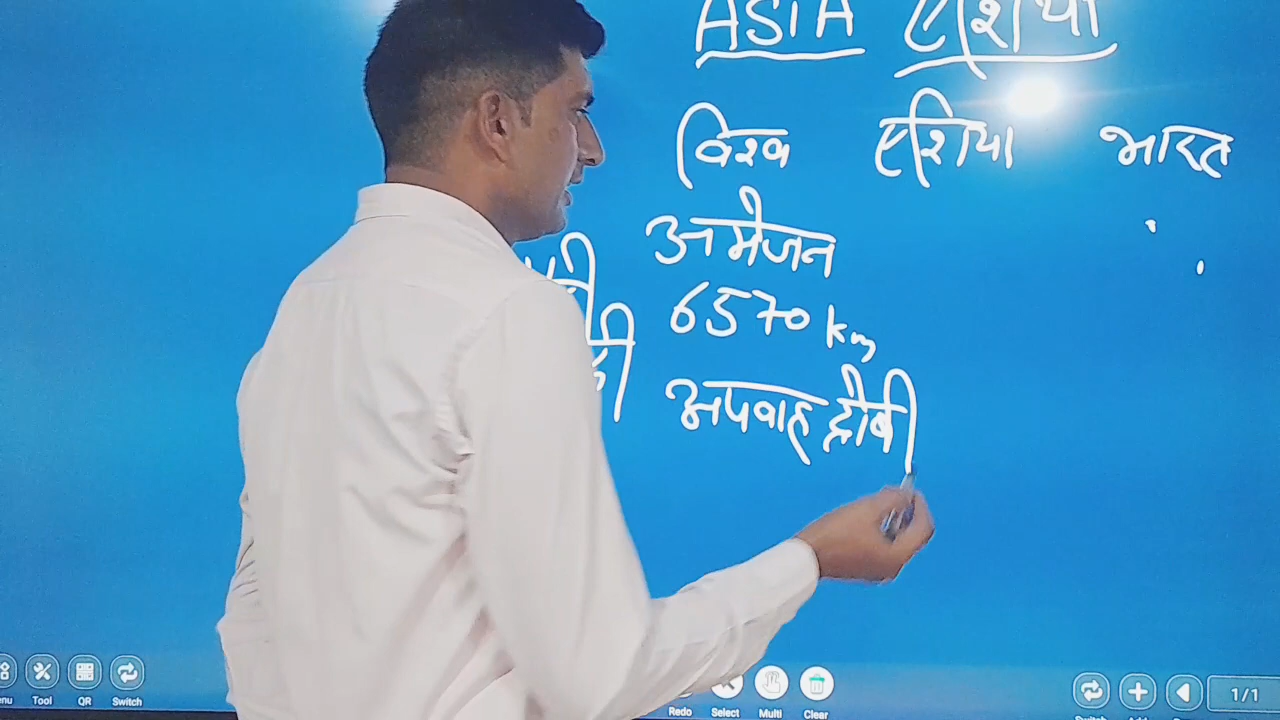 ASIA एशिया
विश्व एशिया भारत
अमेजन
6570 km
अपवाह द्रोबी
Tool QR Switch Redo Select Multi Clear 1/1